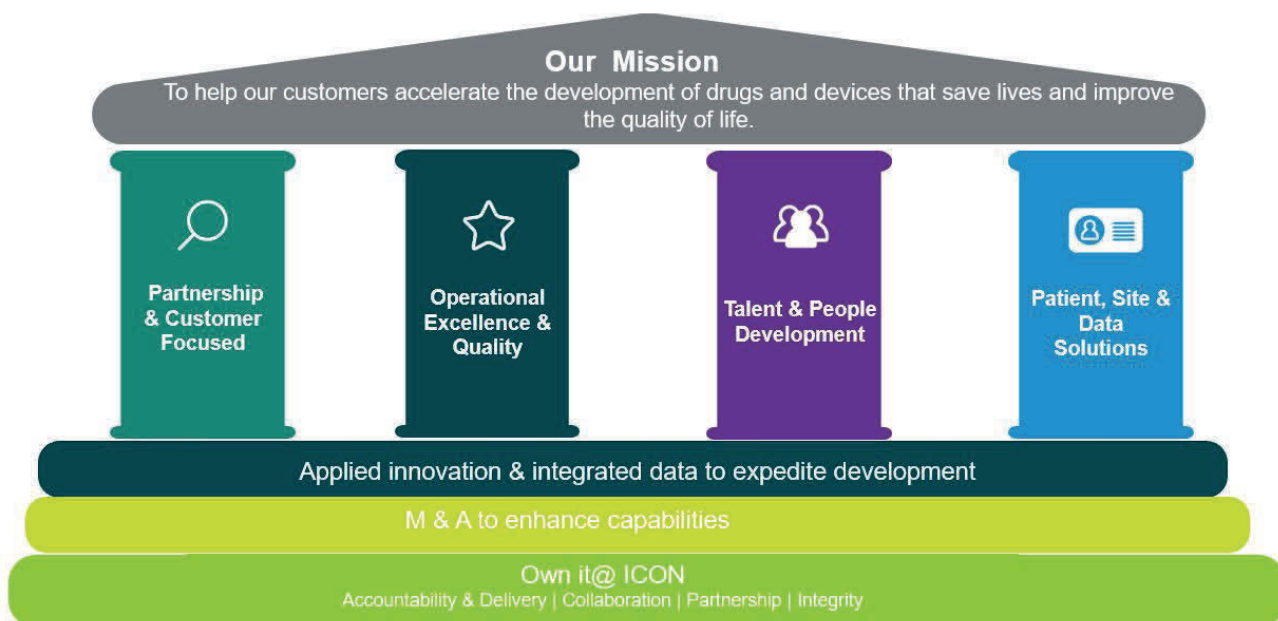 Our Mission
To help our customers accelerate the development of drugs and devices that save lives and improve
the quality of life.
Partnership
& Customer
Focused
Operational
Excellence &
Quality
Talent & People
Development
Patient, Site &
Data
Solutions
Applied innovation & integrated data to expedite development
M & A to enhance capabilities
Own it@ ICON
Accountability & Delivery | Collaboration | Partnership | Integrity